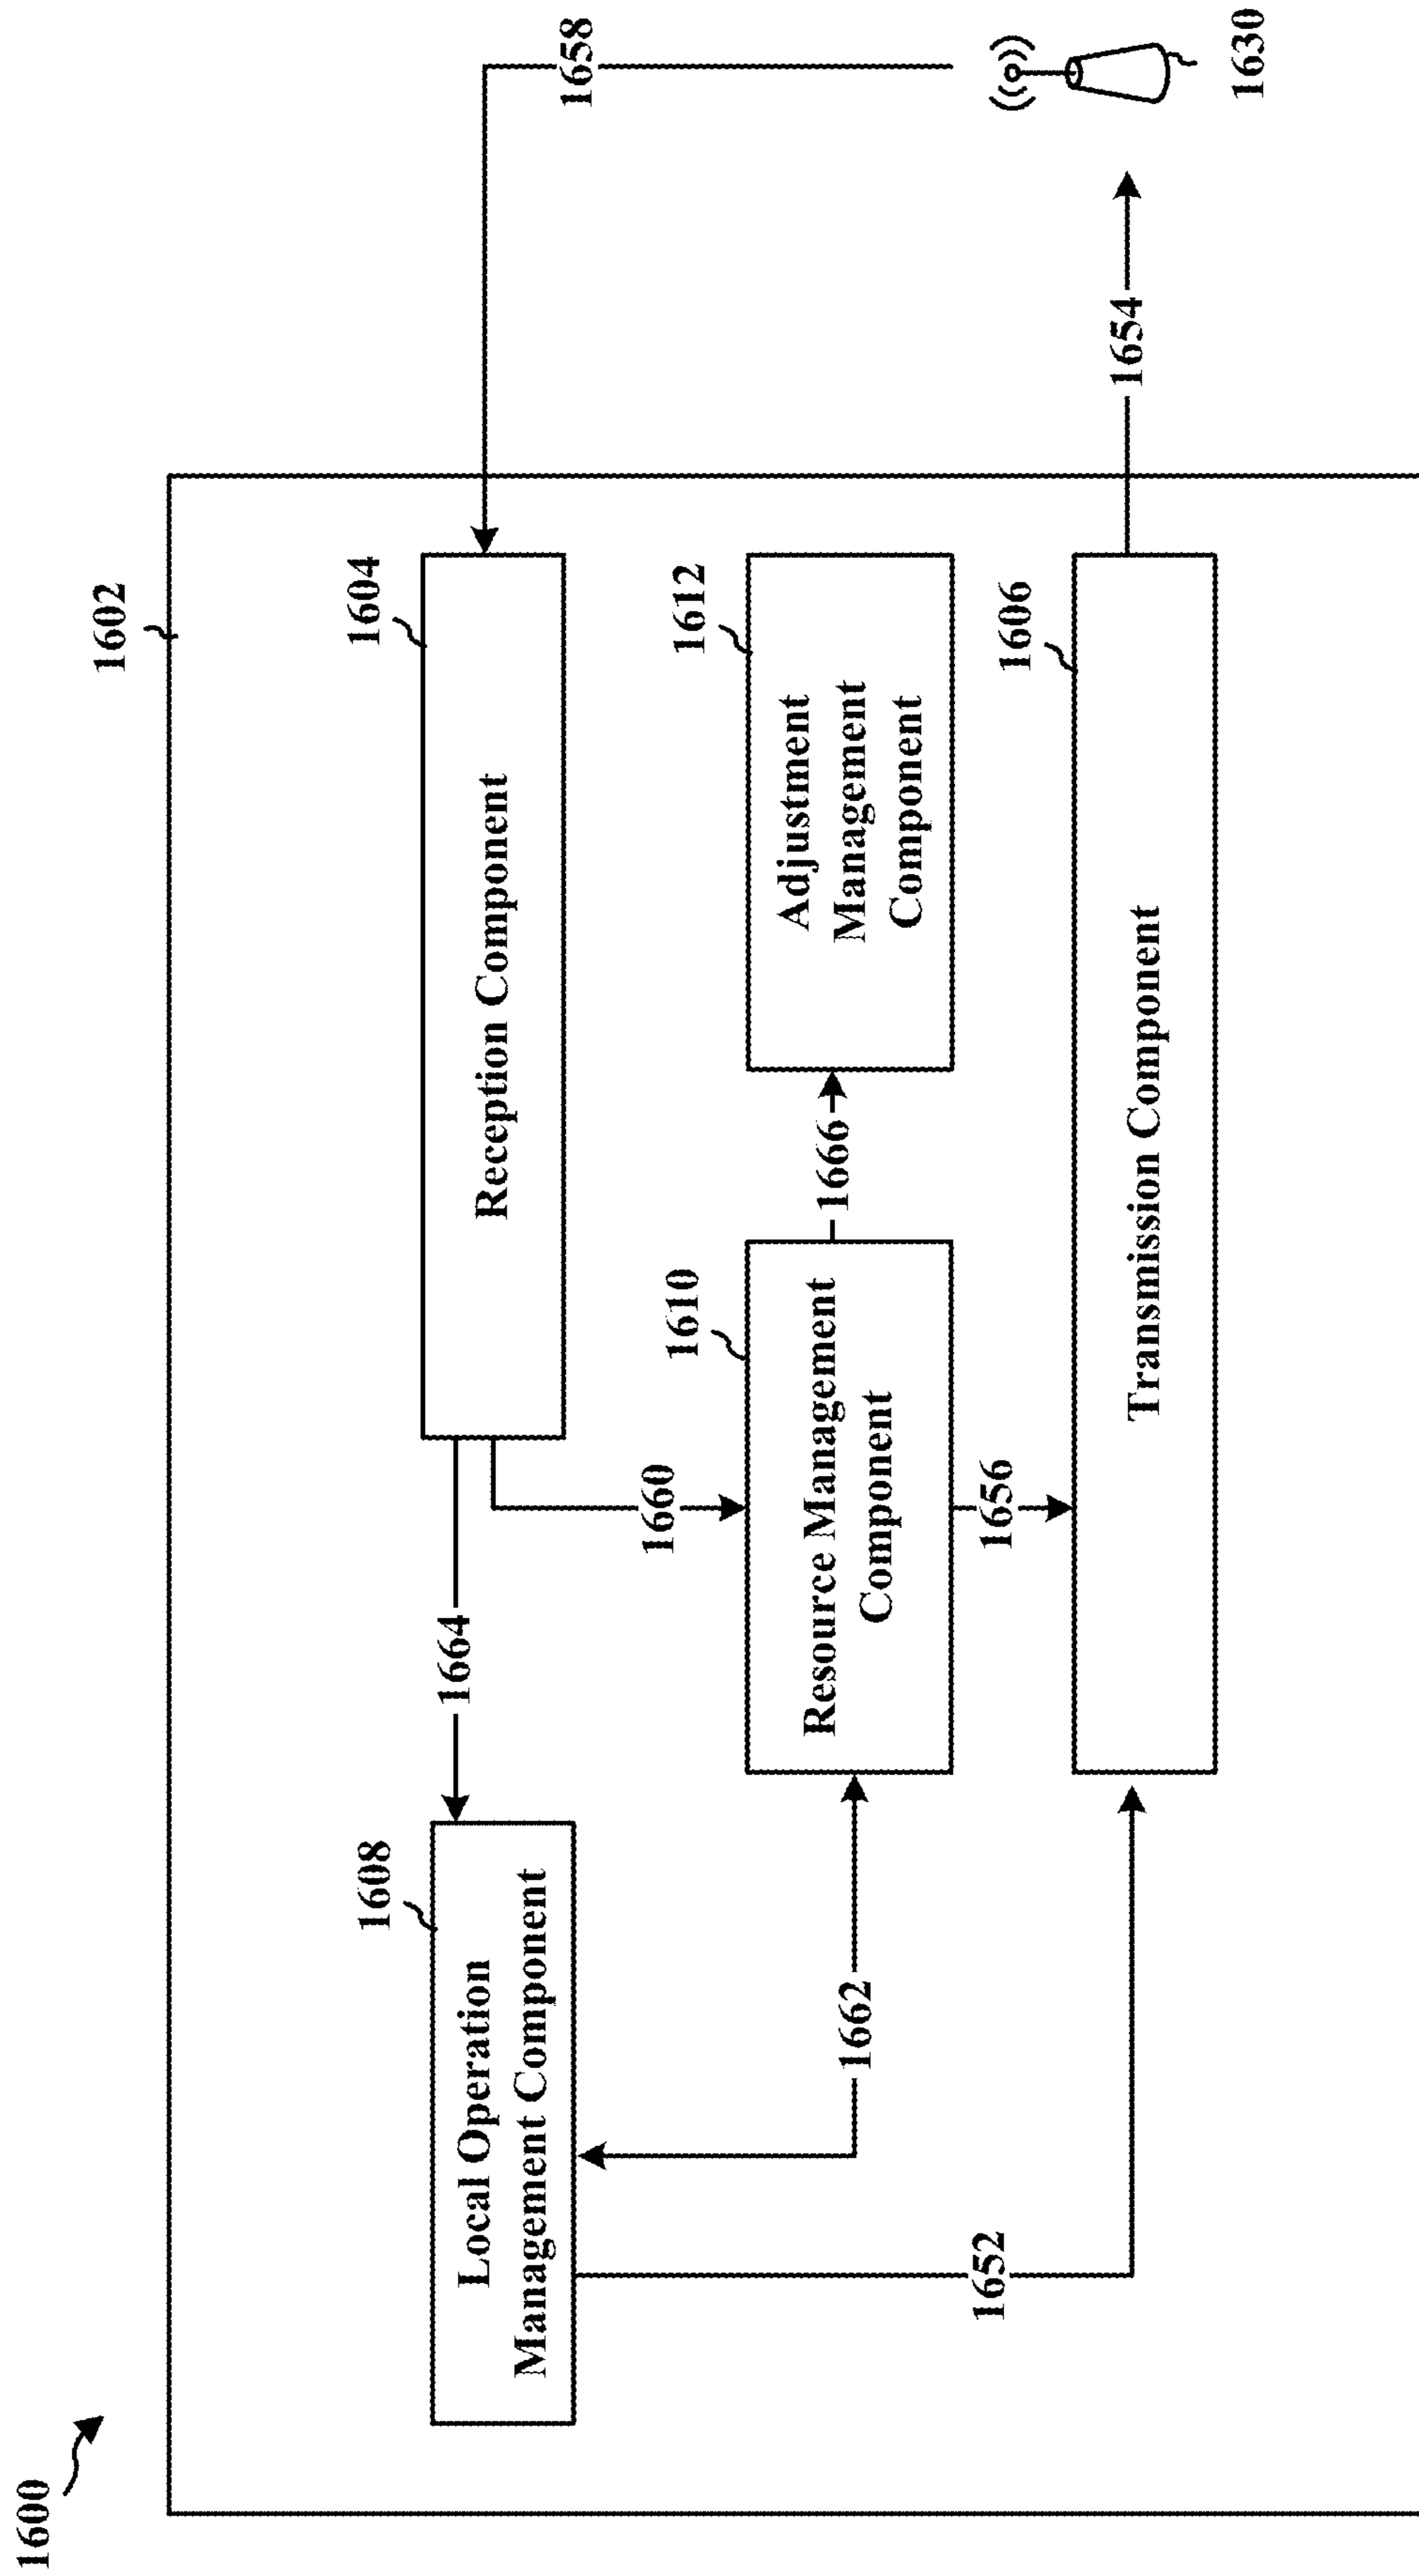 1600
1602
1658
1604
Reception Component
1664
1608
Local Operation
Management Component
1660
1610
Resource Management
Component
1666
1612
Adjustment
Management
Component
1662
1656
1606
Transmission Component
1652
1654
1630